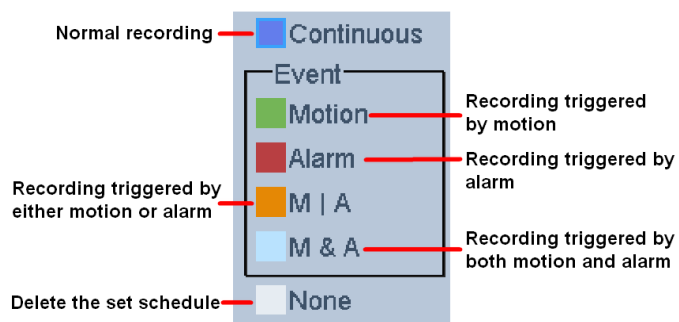 Normal recording
Continuous
Event
Motion
Recording triggered
by motion
Alarm
Recording triggered by
alarm
Recording triggered by
either motion or alarm
M | A
M & A
Recording triggered by
both motion and alarm
Delete the set schedule
None